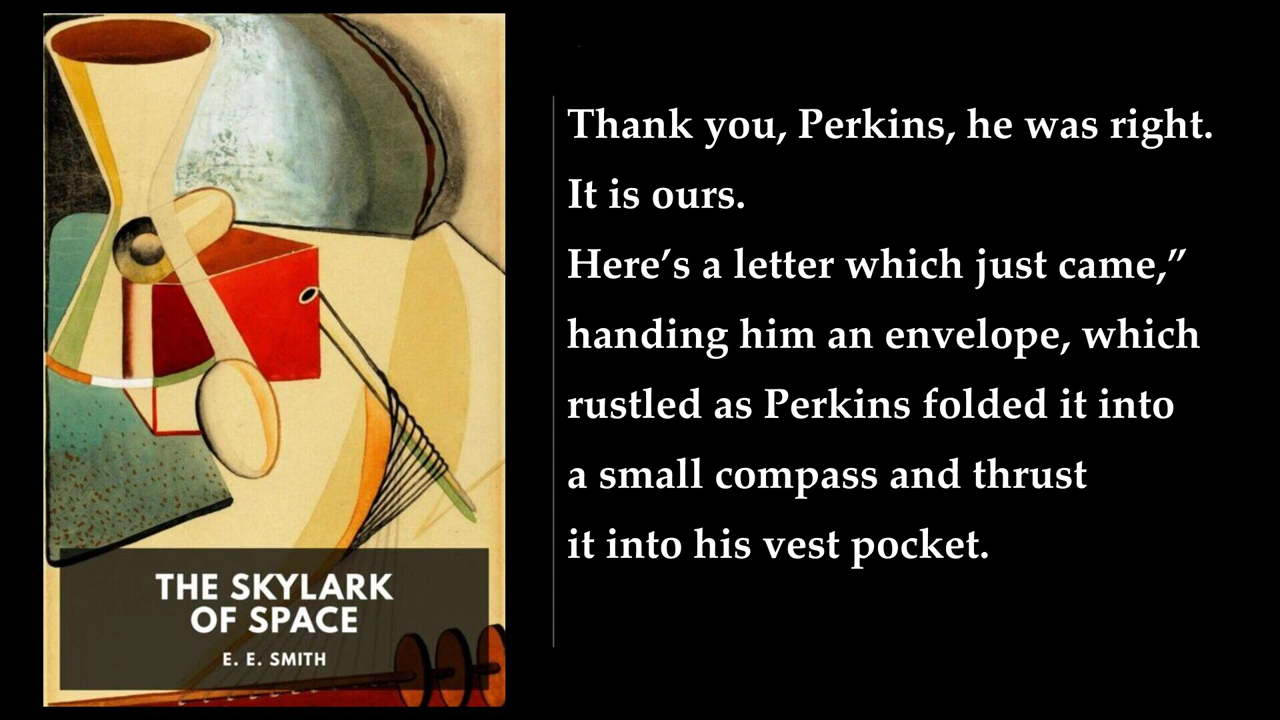 THE SKYLARK
OF SPACE
E. E. SMITH
Thank you, Perkins, he was right.
It is ours.
Here’s a letter which just came,”
handing him an envelope, which
rustled as Perkins folded it into
a small compass and thrust
it into his vest pocket.